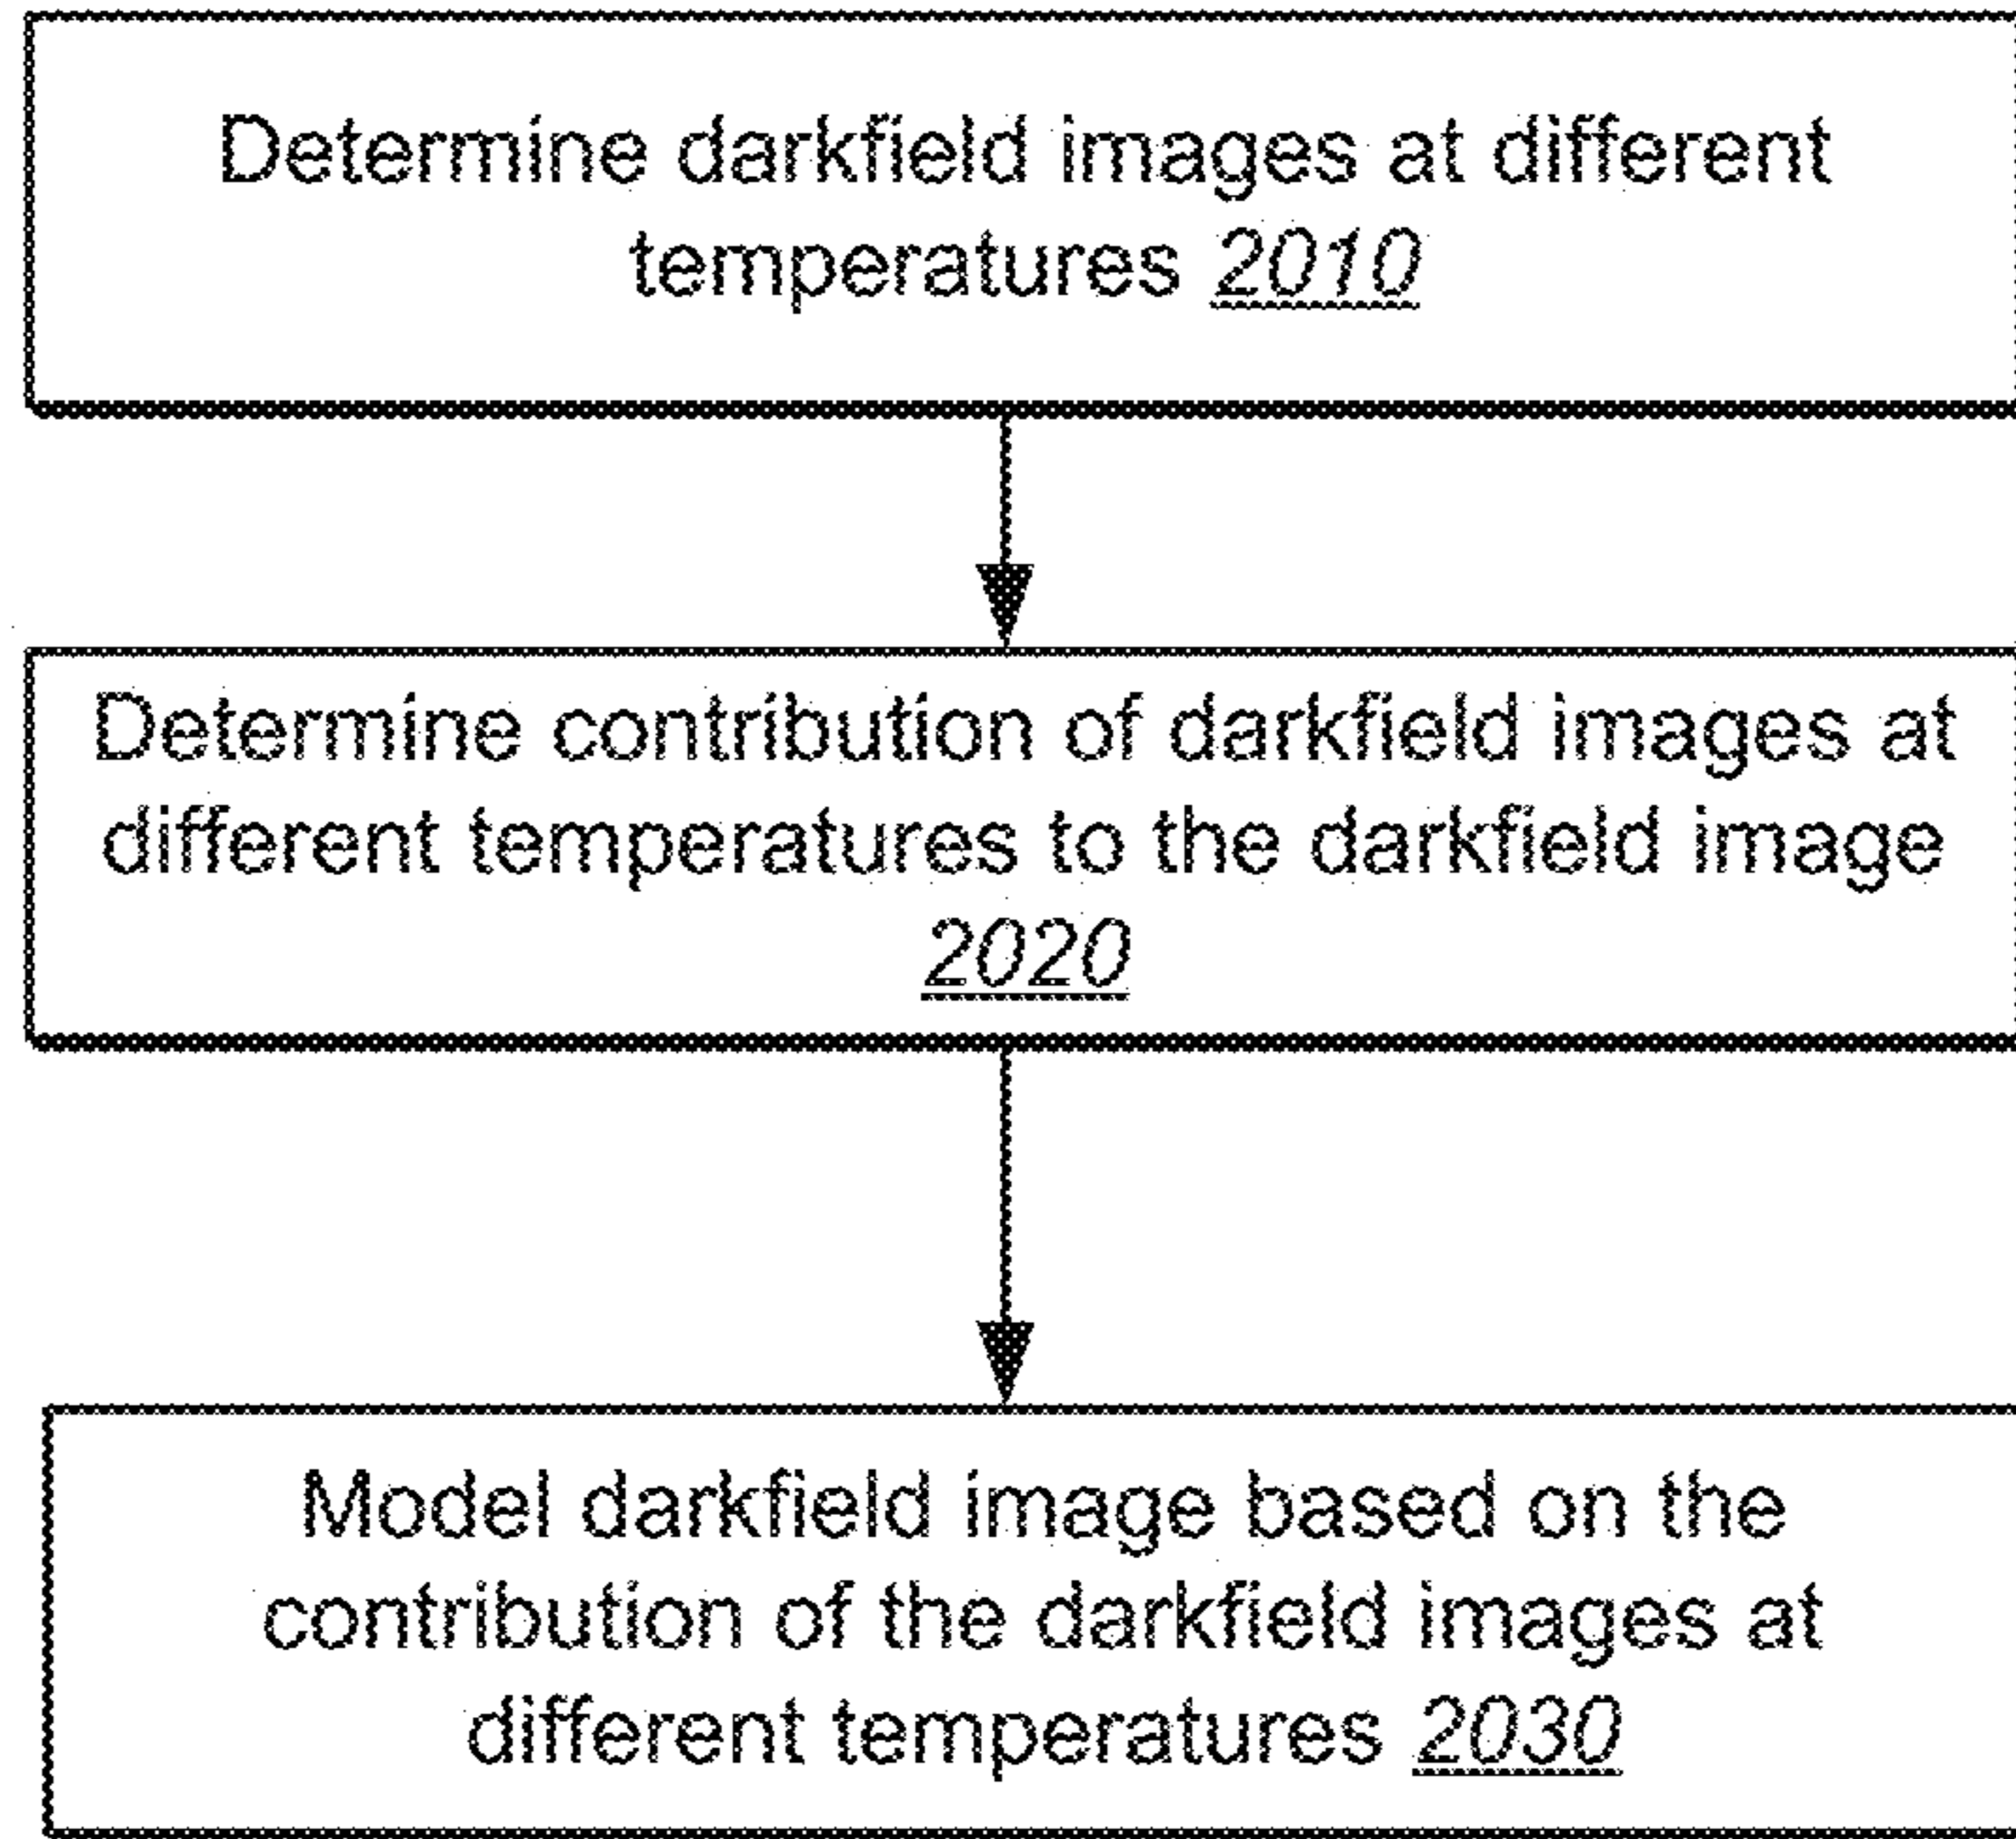 Determine darkfield images at different
temperatures 2010
Determine contribution of darkfield images at
different temperatures to the darkfield image
2020
Model darkfield image based on the
contribution of the darkfield images at
different temperatures 2030